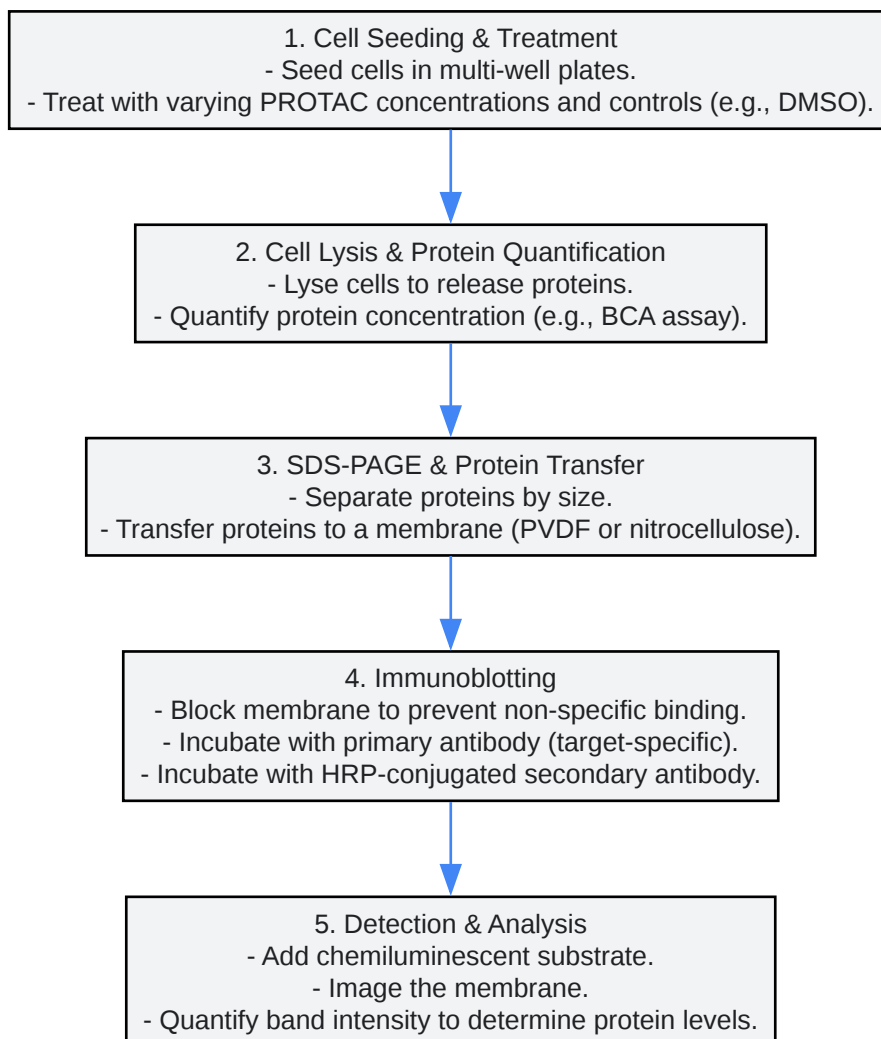 1. Cell Seeding & Treatment
- Seed cells in multi-well plates.
- Treat with varying PROTAC concentrations and controls (e.g., DMSO).
2. Cell Lysis & Protein Quantification
- Lyse cells to release proteins.
- Quantify protein concentration (e.g., BCA assay).
3. SDS-PAGE & Protein Transfer
- Separate proteins by size.
- Transfer proteins to a membrane (PVDF or nitrocellulose).
4. Immunoblotting
- Block membrane to prevent non-specific binding.
- Incubate with primary antibody (target-specific).
- Incubate with HRP-conjugated secondary antibody.
5. Detection & Analysis
- Add chemiluminescent substrate.
- Image the membrane.
- Quantify band intensity to determine protein levels.